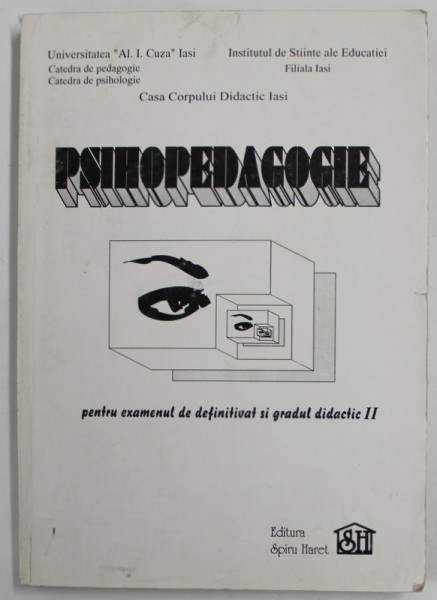 Universitatea "Al. I. Cuza" Iasi
Catedra de pedagogie
Catedra de psihologie
Institutul de Stiinte ale Educatiei
Filiala Iasi
Casa Corpului Didactic Iasi
PSIHOPEDAGOGIE
pentru examenul de definitivat si gradul didactic II
Editura
Spiru Haret
SH